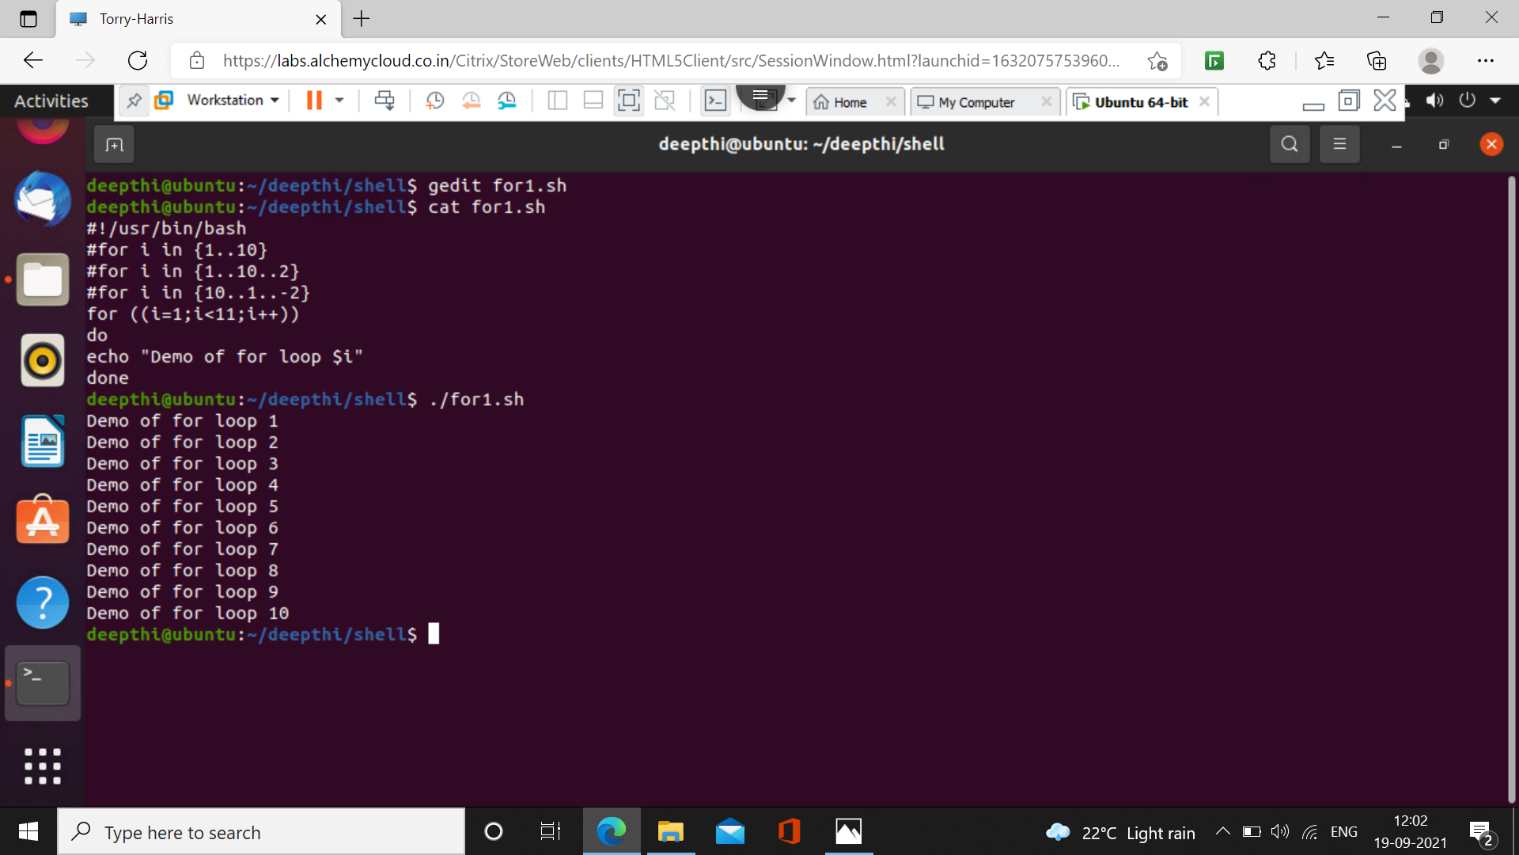 Torry-Harris
https://labs.alchemycloud.co.in/Citrix/StoreWeb/clients/HTML5Client/src/SessionWindow.html?launchid=1632075753960...
Activities
Workstation
Home
My Computer
Ubuntu 64-bit
deepthi@ubuntu: ~/deepthi/shell
deepthi@ubuntu:~/deepthi/shell$ gedit for1.sh
deepthi@ubuntu:~/deepthi/shell$ cat for1.sh
#!/usr/bin/bash
#for i in {1..10}
#for i in {1..10..2}
#for i in {10..1..-2}
for ((i=1;i<11;i++))
do
echo "Demo of for loop $i"
done
deepthi@ubuntu:~/deepthi/shell$ ./for1.sh
Demo of for loop 1
Demo of for loop 2
Demo of for loop 3
Demo of for loop 4
Demo of for loop 5
Demo of for loop 6
Demo of for loop 7
Demo of for loop 8
Demo of for loop 9
Demo of for loop 10
deepthi@ubuntu:~/deepthi/shell$
Type here to search
22°C Light rain
ENG
12:02
19-09-2021
2